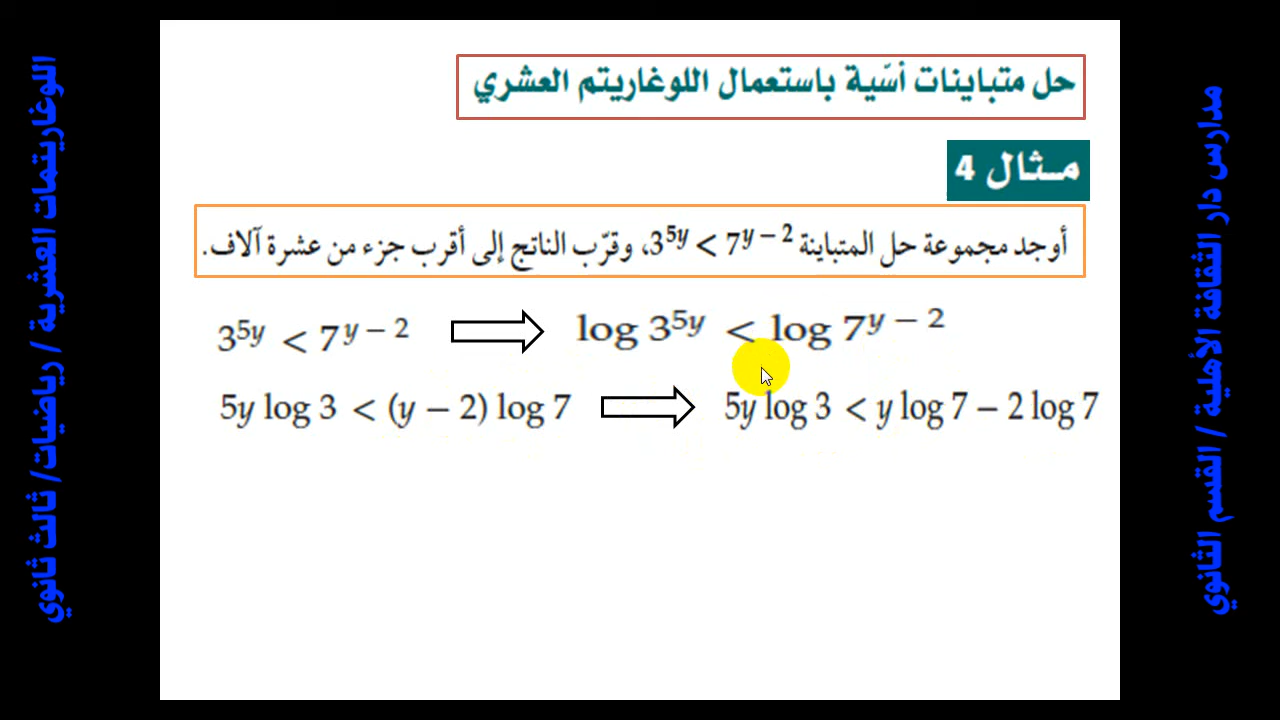 حل متباينات أسّية باستعمال اللوغاريتم العشري
مـثال 4
أوجد مجموعة حل المتباينة 3^{5y} < 7^{y − 2}، وقرّب الناتج إلى أقرب جزء من عشرة آلاف.
3^{5y} < 7^{y − 2} ⇨ log 3^{5y} < log 7^{y − 2}
5y log 3 < (y − 2) log 7 ⇨ 5y log 3 < y log 7 − 2 log 7
مدارس دار الثقافة الأهلية / القسم الثانوي
اللوغاريتمات العشرية / رياضيات/ ثالث ثانوي